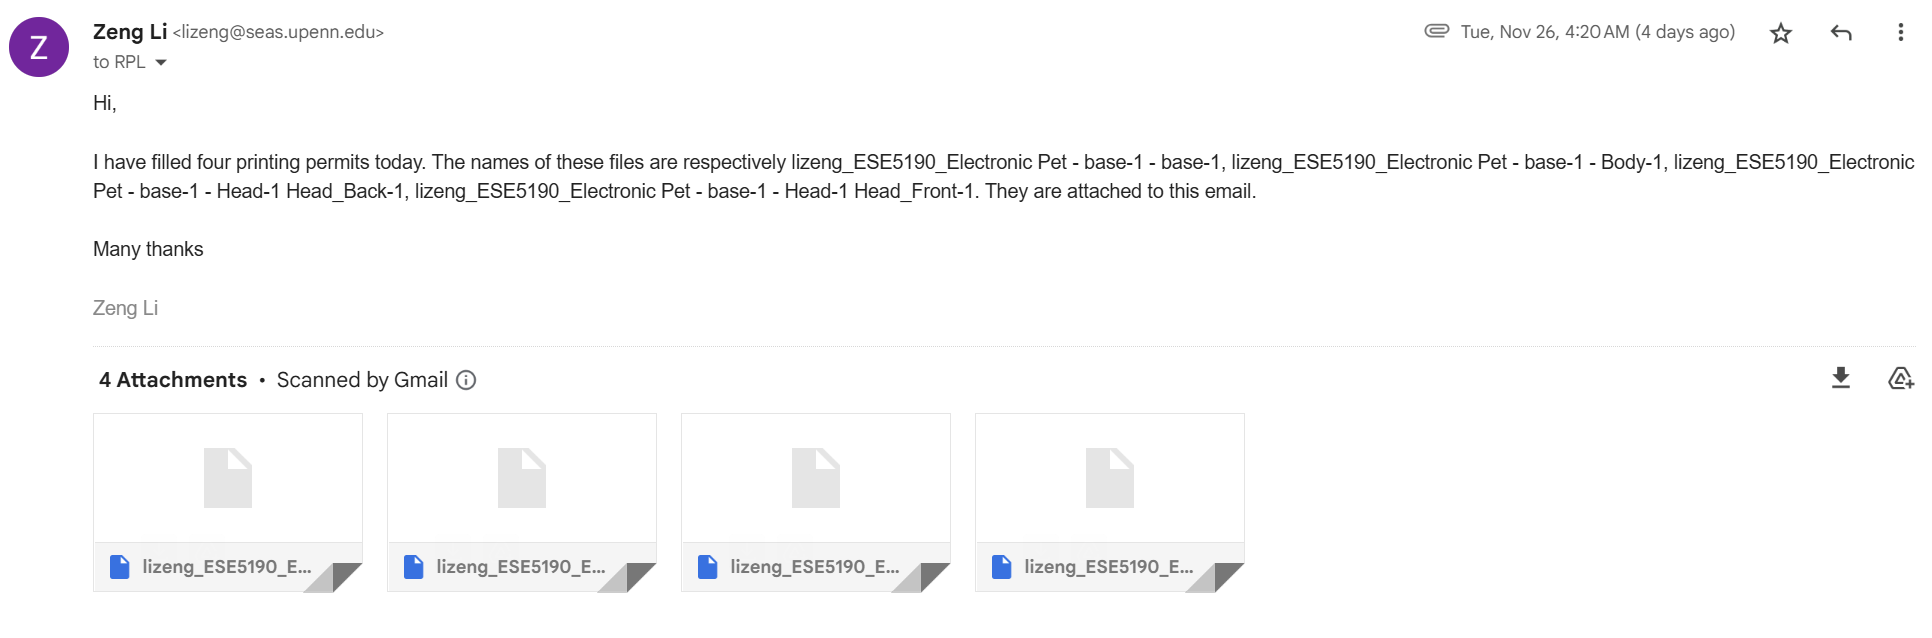 Z
Zeng Li <lizeng@seas.upenn.edu>
Tue, Nov 26, 4:20 AM (4 days ago)
to RPL
Hi,
I have filled four printing permits today. The names of these files are respectively lizeng_ESE5190_Electronic Pet - base-1 - base-1, lizeng_ESE5190_Electronic Pet - base-1 - Body-1, lizeng_ESE5190_Electronic
Pet - base-1 - Head-1 Head_Back-1, lizeng_ESE5190_Electronic Pet - base-1 - Head-1 Head_Front-1. They are attached to this email.
Many thanks
Zeng Li
4 Attachments • Scanned by Gmail
lizeng_ESE5190_E...
lizeng_ESE5190_E...
lizeng_ESE5190_E...
lizeng_ESE5190_E...